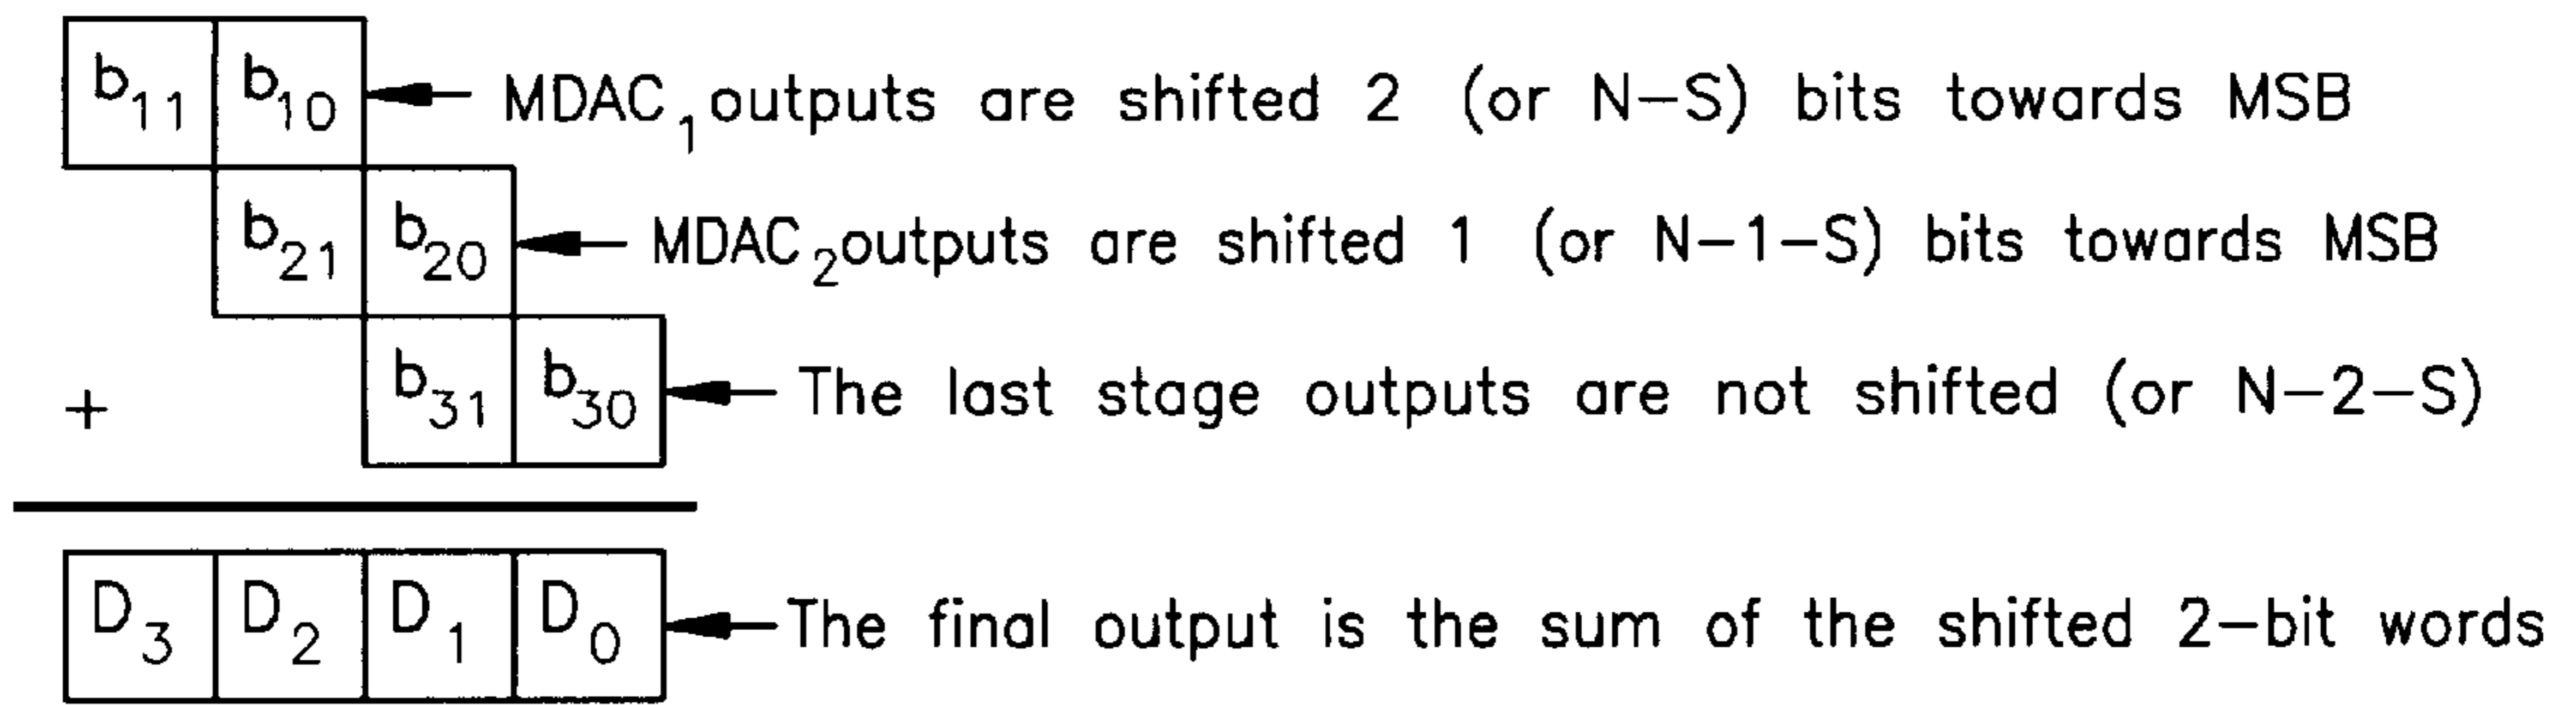 b11 b10 MDAC1 outputs are shifted 2 (or N-S) bits towards MSB
b21 b20 MDAC2 outputs are shifted 1 (or N-1-S) bits towards MSB
+ b31 b30 The last stage outputs are not shifted (or N-2-S)
D3 D2 D1 D0 The final output is the sum of the shifted 2-bit words